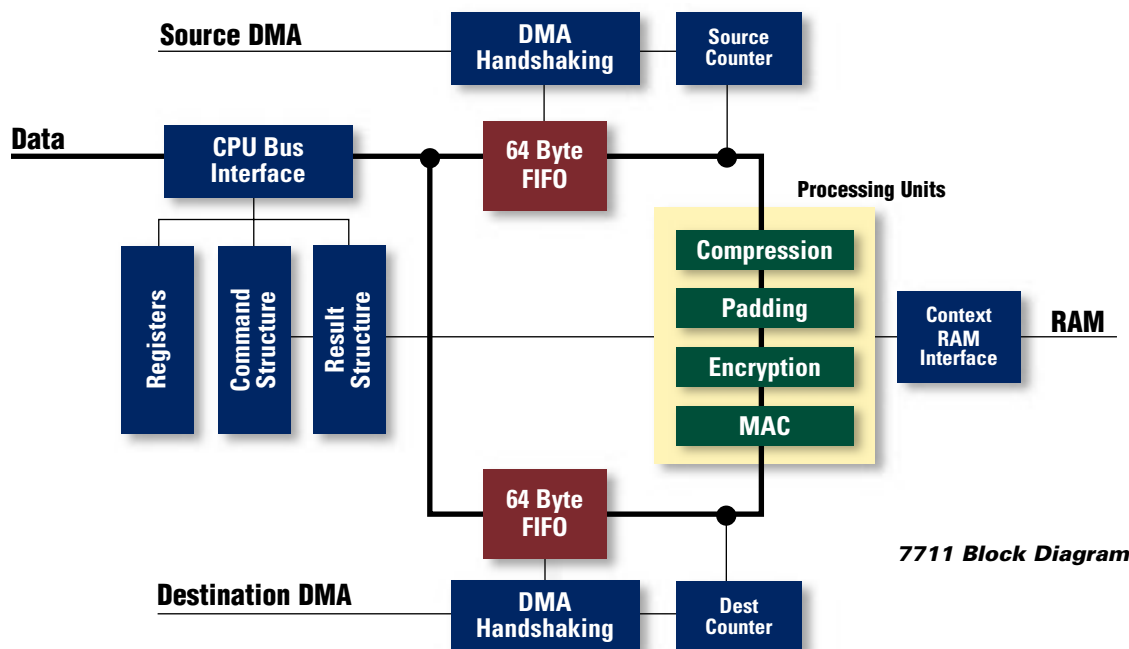 Source DMA
DMA
Handshaking
Source
Counter
Data
CPU Bus
Interface
64 Byte
FIFO
Processing Units
Compression
Padding
Encryption
MAC
Registers
Command
Structure
Result
Structure
Context
RAM
Interface
RAM
64 Byte
FIFO
7711 Block Diagram
Destination DMA
DMA
Handshaking
Dest
Counter